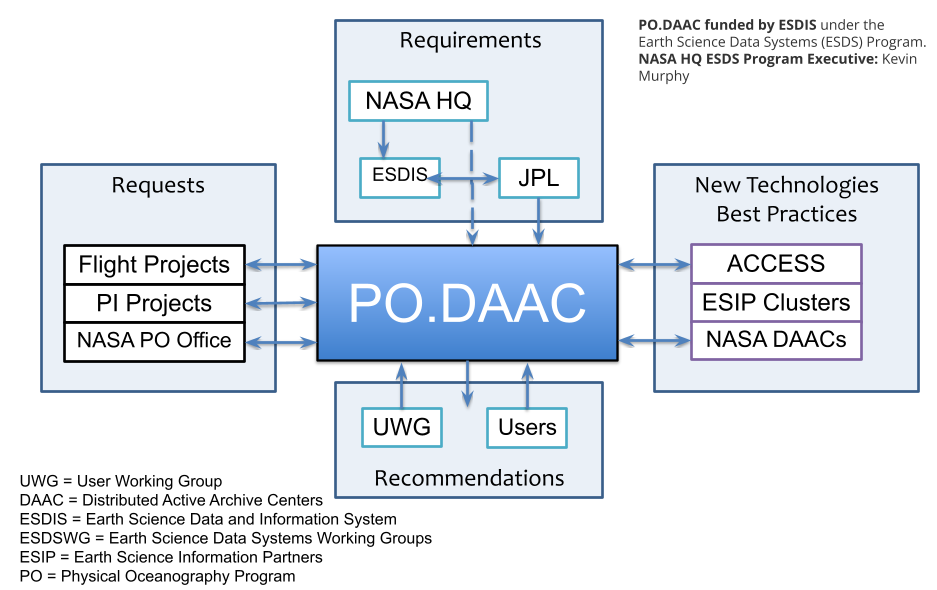 Requirements
PO.DAAC funded by ESDIS under the
Earth Science Data Systems (ESDS) Program.
NASA HQ ESDS Program Executive: Kevin
Murphy
NASA HQ
ESDIS
JPL
Requests
Flight Projects
PI Projects
NASA PO Office
PO.DAAC
New Technologies
Best Practices
ACCESS
ESIP Clusters
NASA DAACs
UWG
Users
Recommendations
UWG = User Working Group
DAAC = Distributed Active Archive Centers
ESDIS = Earth Science Data and Information System
ESDSWG = Earth Science Data Systems Working Groups
ESIP = Earth Science Information Partners
PO = Physical Oceanography Program